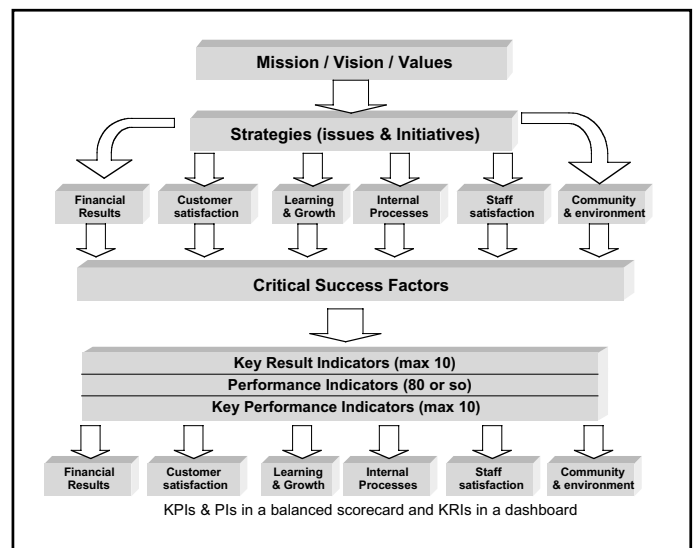 Mission / Vision / Values
Strategies (issues & Initiatives)
Financial
Results
Customer
satisfaction
Learning
& Growth
Internal
Processes
Staff
satisfaction
Community
& environment
Critical Success Factors
Key Result Indicators (max 10)
Performance Indicators (80 or so)
Key Performance Indicators (max 10)
Financial
Results
Customer
satisfaction
Learning
& Growth
Internal
Processes
Staff
satisfaction
Community
& environment
KPIs & PIs in a balanced scorecard and KRIs in a dashboard